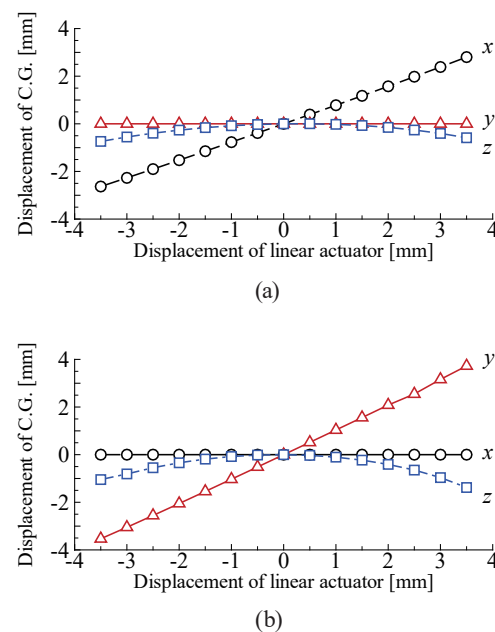 Displacement of C.G. [mm]
4
2
0
-2
-4
x
y
z
-4 -3 -2 -1 0 1 2 3 4
Displacement of linear actuator [mm]
(a)
Displacement of C.G. [mm]
4
2
0
-2
-4
y
x
z
-4 -3 -2 -1 0 1 2 3 4
Displacement of linear actuator [mm]
(b)